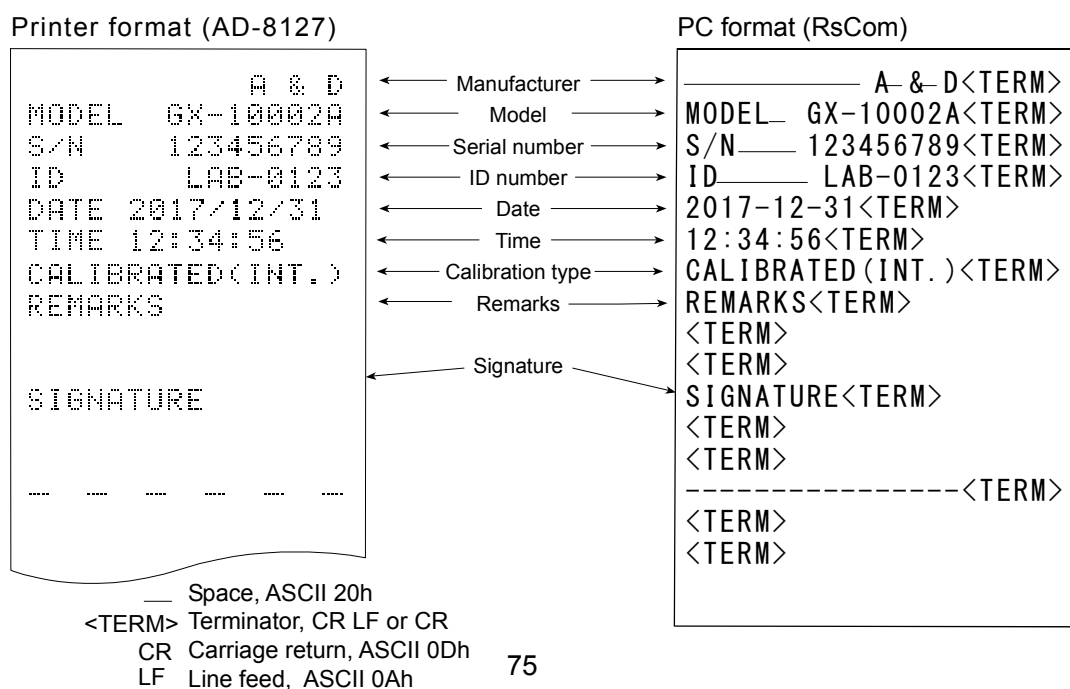 Printer format (AD-8127)
A & D
MODEL GX-10002A
S/N 123456789
ID LAB-0123
DATE 2017/12/31
TIME 12:34:56
CALIBRATED(INT.)
REMARKS
SIGNATURE
Manufacturer
Model
Serial number
ID number
Date
Time
Calibration type
Remarks
Signature
PC format (RsCom)
A & D<TERM>
MODEL GX-10002A<TERM>
S/N 123456789<TERM>
ID LAB-0123<TERM>
2017-12-31<TERM>
12:34:56<TERM>
CALIBRATED(INT.)<TERM>
REMARKS<TERM>
<TERM>
<TERM>
SIGNATURE<TERM>
<TERM>
<TERM>
----------------<TERM>
<TERM>
<TERM>
Space, ASCII 20h
<TERM> Terminator, CR LF or CR
CR Carriage return, ASCII 0Dh
LF Line feed, ASCII 0Ah
75